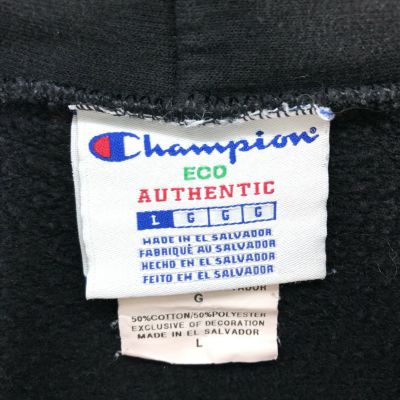 Champion®
ECO
AUTHENTIC
L G G G
MADE IN EL SALVADOR
FABRIQUÉ AU SALVADOR
HECHO EN EL SALVADOR
FEITO EM EL SALVADOR
G
50%COTTON/50%POLYESTER
EXCLUSIVE OF DECORATION
MADE IN EL SALVADOR
L